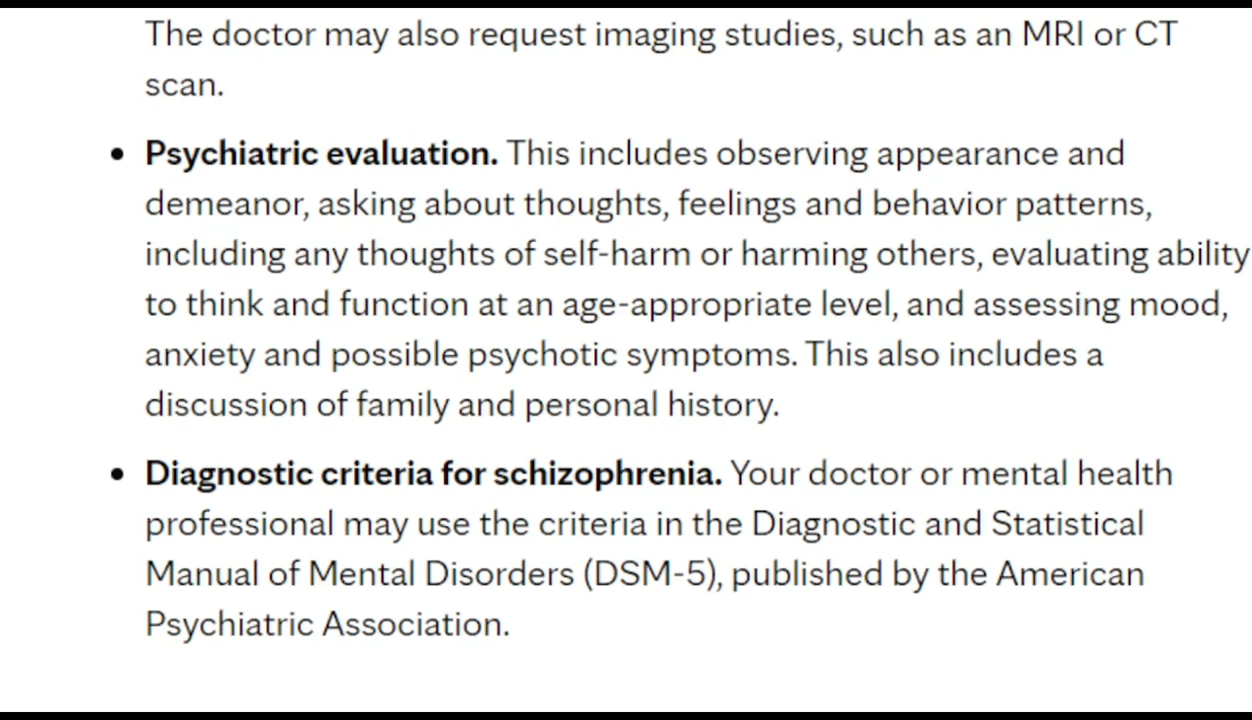 The doctor may also request imaging studies, such as an MRI or CT
scan.
• Psychiatric evaluation. This includes observing appearance and
demeanor, asking about thoughts, feelings and behavior patterns,
including any thoughts of self-harm or harming others, evaluating ability
to think and function at an age-appropriate level, and assessing mood,
anxiety and possible psychotic symptoms. This also includes a
discussion of family and personal history.
• Diagnostic criteria for schizophrenia. Your doctor or mental health
professional may use the criteria in the Diagnostic and Statistical
Manual of Mental Disorders (DSM-5), published by the American
Psychiatric Association.